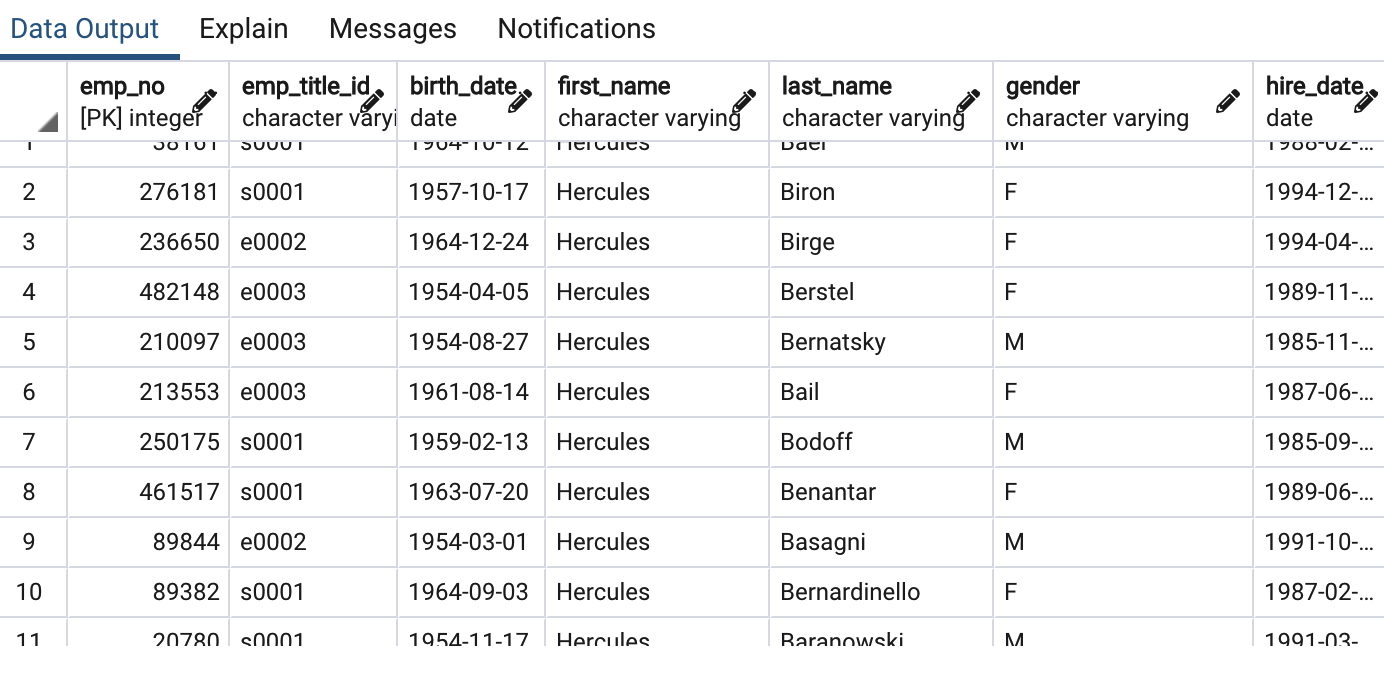 Data Output Explain Messages Notifications
emp_no emp_title_id birth_date first_name last_name gender hire_date
[PK] integer character varyi date character varying character varying character varying date
1 38161 s0001 1964-10-12 Hercules Baer M 1988-02-...
2 276181 s0001 1957-10-17 Hercules Biron F 1994-12-...
3 236650 e0002 1964-12-24 Hercules Birge F 1994-04-...
4 482148 e0003 1954-04-05 Hercules Berstel F 1989-11-...
5 210097 e0003 1954-08-27 Hercules Bernatsky M 1985-11-...
6 213553 e0003 1961-08-14 Hercules Bail F 1987-06-...
7 250175 s0001 1959-02-13 Hercules Bodoff M 1985-09-...
8 461517 s0001 1963-07-20 Hercules Benantar F 1989-06-...
9 89844 e0002 1954-03-01 Hercules Basagni M 1991-10-...
10 89382 s0001 1964-09-03 Hercules Bernardinello F 1987-02-...
11 20780 s0001 1954-11-17 Hercules Baranowski M 1991-03-